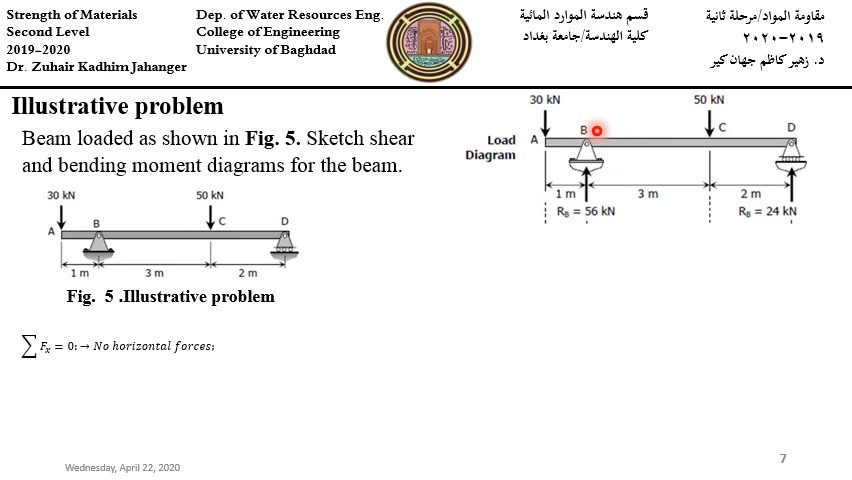 Strength of Materials
Second Level
2019-2020
Dr. Zuhair Kadhim Jahanger
Dep. of Water Resources Eng.
College of Engineering
University of Baghdad
قسم هندسة الموارد المائية
كلية الهندسة/جامعة بغداد
مقاومة المواد/مرحلة ثانية
٢٠١٩-٢٠٢٠
د. زهير كاظم جهان كير
Illustrative problem
Beam loaded as shown in Fig. 5. Sketch shear
and bending moment diagrams for the beam.
30 kN
50 kN
A
B
C
D
1 m
3 m
2 m
Fig. 5 .Illustrative problem
∑ Fx = 0: → No horizontal forces;
30 kN
50 kN
Load
Diagram
A
B
C
D
1 m
3 m
2 m
RB = 56 kN
RB = 24 kN
Wednesday, April 22, 2020
7